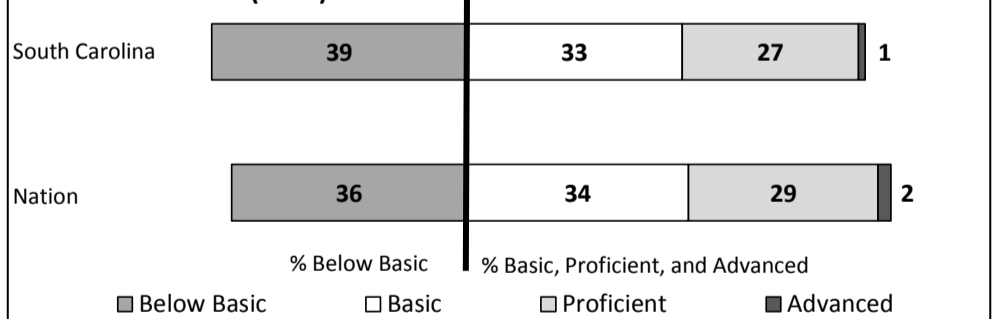 South Carolina 39 33 27 1
Nation 36 34 29 2
% Below Basic % Basic, Proficient, and Advanced
Below Basic Basic Proficient Advanced